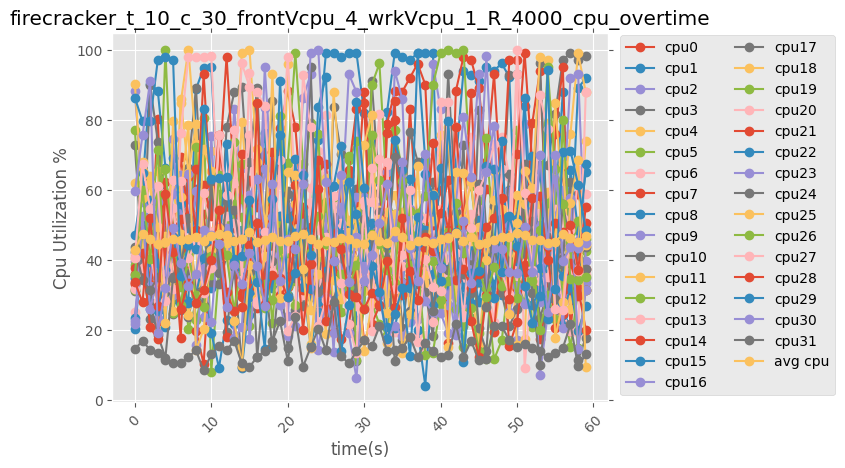 firecracker_t_10_c_30_frontVcpu_4_wrkVcpu_1_R_4000_cpu_overtime
100
80
60
40
20
0
Cpu Utilization %
0 10 20 30 40 50 60
time(s)
cpu0
cpu1
cpu2
cpu3
cpu4
cpu5
cpu6
cpu7
cpu8
cpu9
cpu10
cpu11
cpu12
cpu13
cpu14
cpu15
cpu16
cpu17
cpu18
cpu19
cpu20
cpu21
cpu22
cpu23
cpu24
cpu25
cpu26
cpu27
cpu28
cpu29
cpu30
cpu31
avg cpu